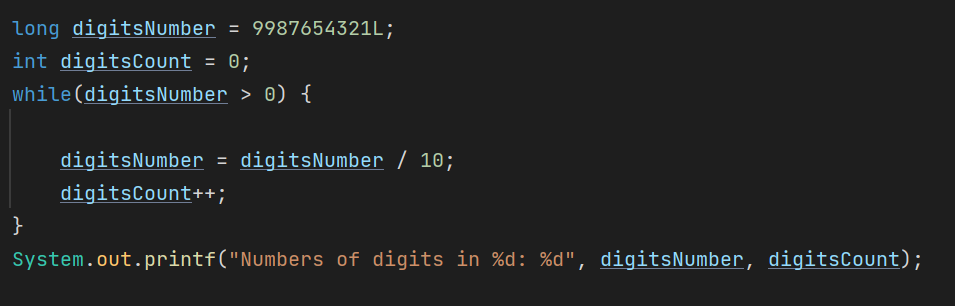 long digitsNumber = 9987654321L;
int digitsCount = 0;
while(digitsNumber > 0) {
digitsNumber = digitsNumber / 10;
digitsCount++;
}
System.out.printf("Numbers of digits in %d: %d", digitsNumber, digitsCount);